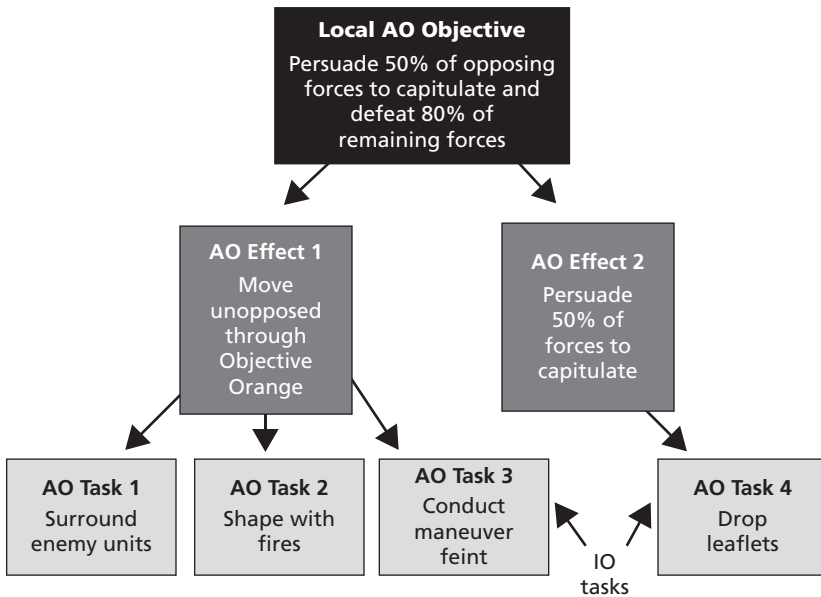 Local AO Objective
Persuade 50% of opposing
forces to capitulate and
defeat 80% of
remaining forces
AO Effect 1
Move
unopposed
through
Objective
Orange
AO Effect 2
Persuade
50% of
forces to
capitulate
AO Task 1
Surround
enemy units
AO Task 2
Shape with
fires
AO Task 3
Conduct
maneuver
feint
IO
tasks
AO Task 4
Drop
leaflets